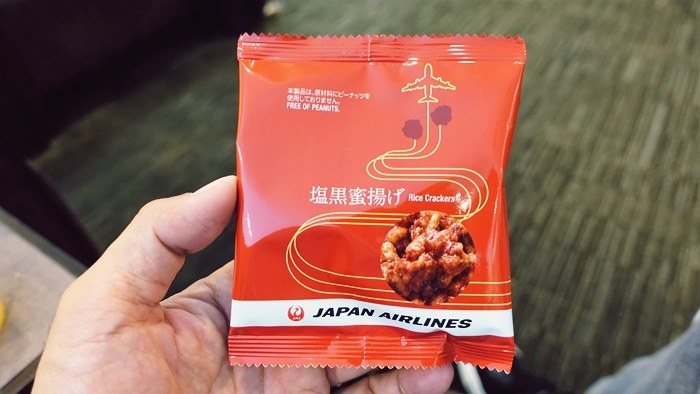 本製品は、原材料にピーナッツを
使用しておりません。
FREE OF PEANUTS.
塩黒蜜揚げ Rice Crackers
JAPAN AIRLINES